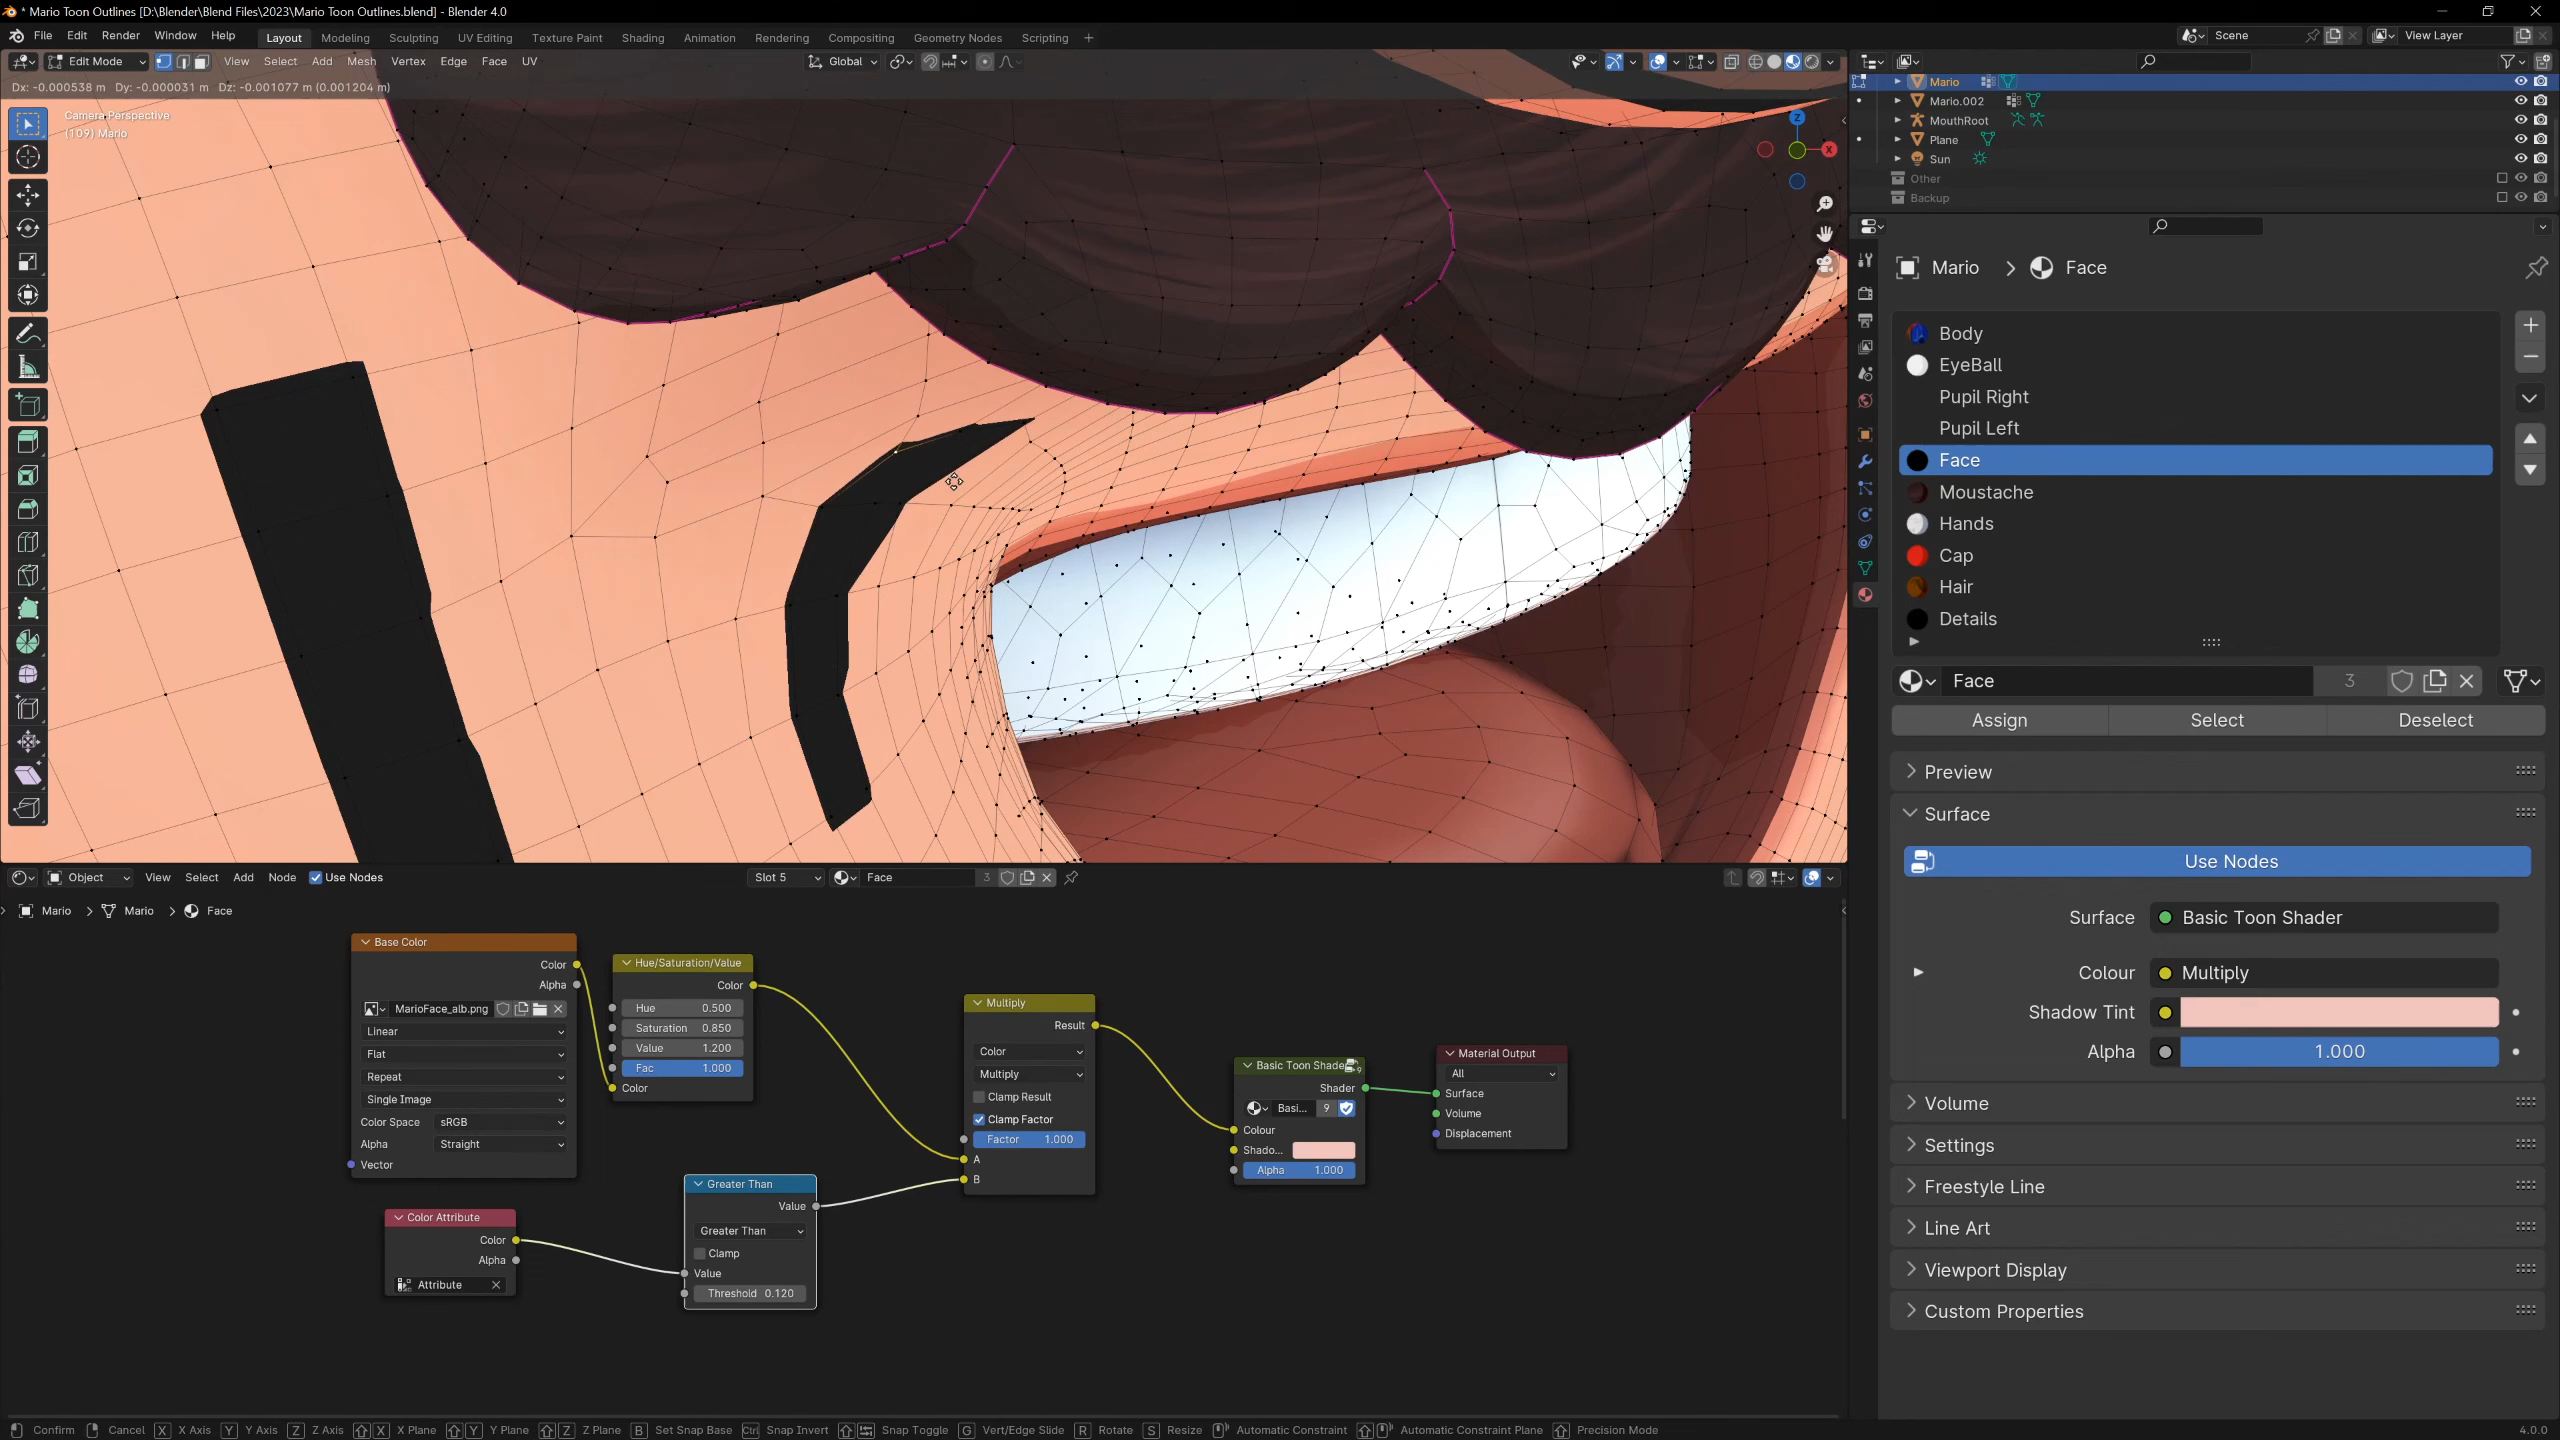 * Mario Toon Outlines [D:\Blender\Blend Files\2023\Mario Toon Outlines.blend] - Blender 4.0
File Edit Render Window Help Layout Modeling Sculpting UV Editing Texture Paint Shading Animation Rendering Compositing Geometry Nodes Scripting + Scene View Layer
Edit Mode View Select Add Mesh Vertex Edge Face UV Global
Dx: -0.000538 m Dy: -0.000031 m Dz: -0.001077 m (0.001204 m)
Camera Perspective
(109) Mario
Z
X
Mario
Mario.002
MouthRoot
Plane
Sun
Other
Backup
Mario > Face
Body
EyeBall
Pupil Right
Pupil Left
Face
Moustache
Hands
Cap
Hair
Details
Face 3
Assign Select Deselect
Preview
Surface
Use Nodes
Surface Basic Toon Shader
Colour Multiply
Shadow Tint
Alpha 1.000
Volume
Settings
Freestyle Line
Line Art
Viewport Display
Custom Properties
Object View Select Add Node Use Nodes Slot 5 Face 3
Mario > Mario > Face
Base Color
Color
Alpha
MarioFace_alb.png
Linear
Flat
Repeat
Single Image
Color Space sRGB
Alpha Straight
Vector
Hue/Saturation/Value
Color
Hue 0.500
Saturation 0.850
Value 1.200
Fac 1.000
Color
Color Attribute
Color
Alpha
Attribute
Greater Than
Value
Greater Than
Clamp
Value
Threshold 0.120
Multiply
Result
Color
Multiply
Clamp Result
Clamp Factor
Factor 1.000
A
B
Basic Toon Shade
Shader
Basi... 9
Colour
Shado...
Alpha 1.000
Material Output
All
Surface
Volume
Displacement
Confirm Cancel X X Axis Y Y Axis Z Z Axis X X Plane Y Y Plane Z Z Plane B Set Snap Base Ctrl Snap Invert Snap Toggle G Vert/Edge Slide R Rotate S Resize Automatic Constraint Automatic Constraint Plane Precision Mode 4.0.0